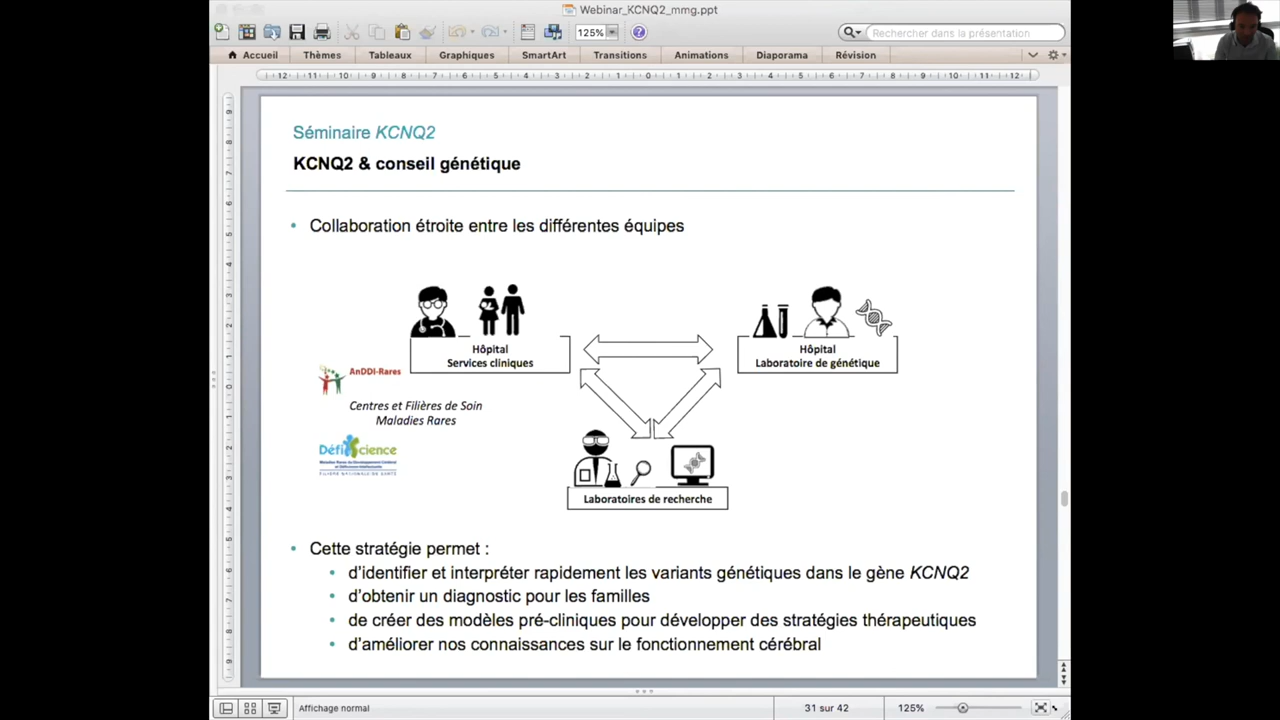 Webinar_KCNQ2_mmg.ppt
125%
Rechercher dans la présentation
Accueil
Thèmes
Tableaux
Graphiques
SmartArt
Transitions
Animations
Diaporama
Révision
Séminaire KCNQ2
KCNQ2 & conseil génétique
• Collaboration étroite entre les différentes équipes
Hôpital
Services cliniques
Hôpital
Laboratoire de génétique
AnDDI-Rares
Centres et Filières de Soin
Maladies Rares
DéfiScience
Laboratoires de recherche
• Cette stratégie permet :
• d'identifier et interpréter rapidement les variants génétiques dans le gène KCNQ2
• d'obtenir un diagnostic pour les familles
• de créer des modèles pré-cliniques pour développer des stratégies thérapeutiques
• d'améliorer nos connaissances sur le fonctionnement cérébral
Affichage normal
31 sur 42
125%